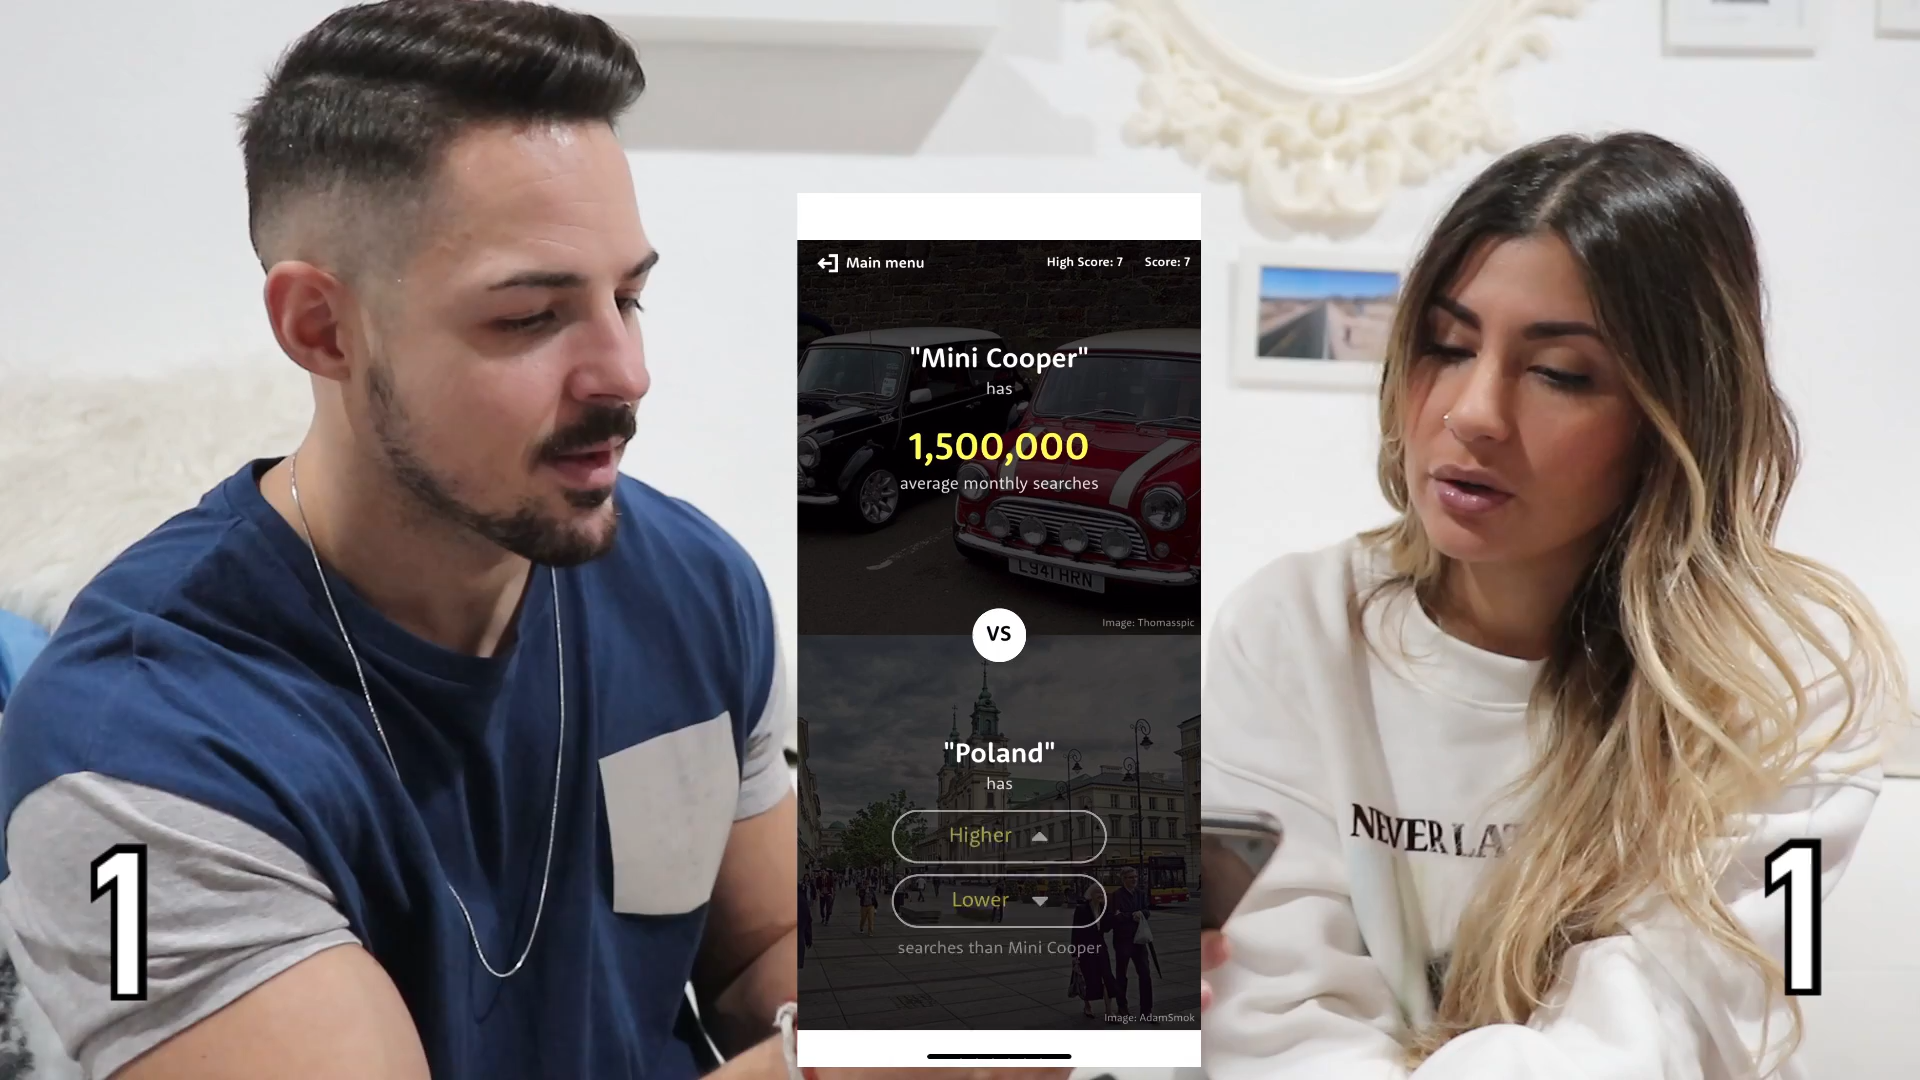 Main menu
High Score: 7
Score: 7
"Mini Cooper"
has
1,500,000
average monthly searches
L941 HRN
Image: Thomasspic
VS
"Poland"
has
Higher
Lower
searches than Mini Cooper
Image: AdamSmok
NEVER
1
1